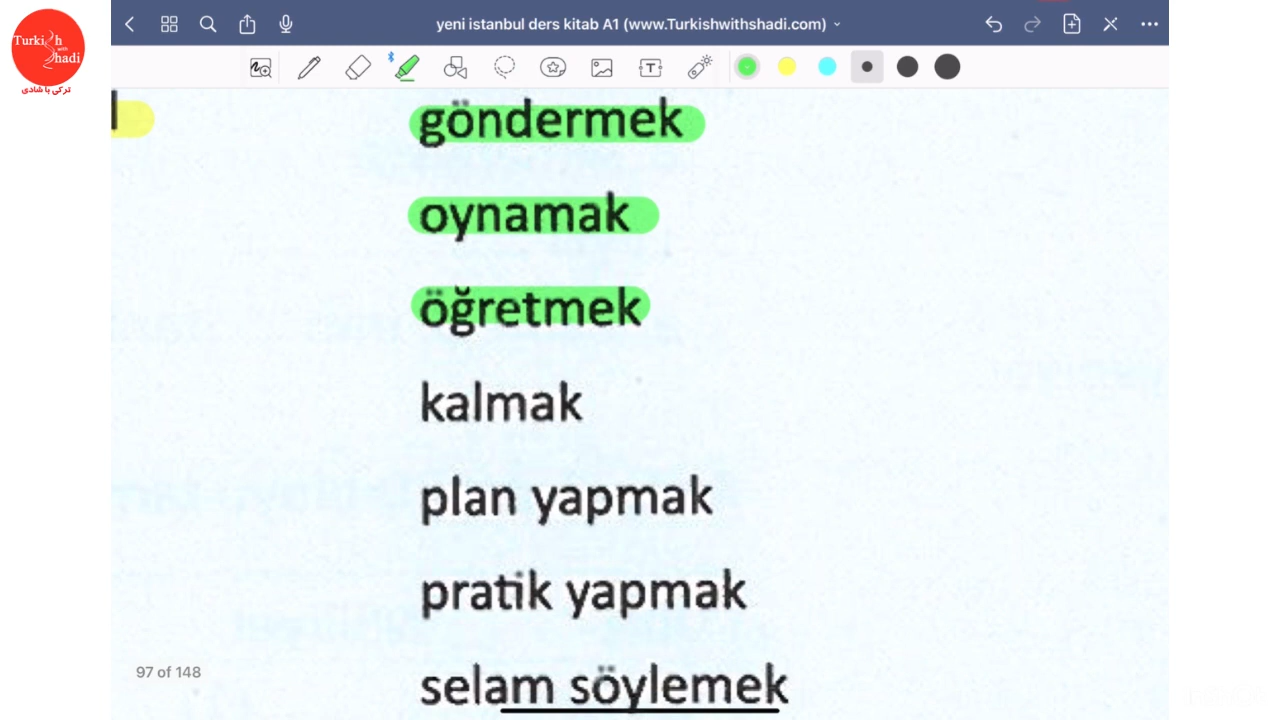 yeni istanbul ders kitab A1 (www.Turkishwithshadi.com)
Turkish
with
Shadi
ترکی با شادی
göndermek
oynamak
öğretmek
kalmak
plan yapmak
pratik yapmak
selam söylemek
97 of 148